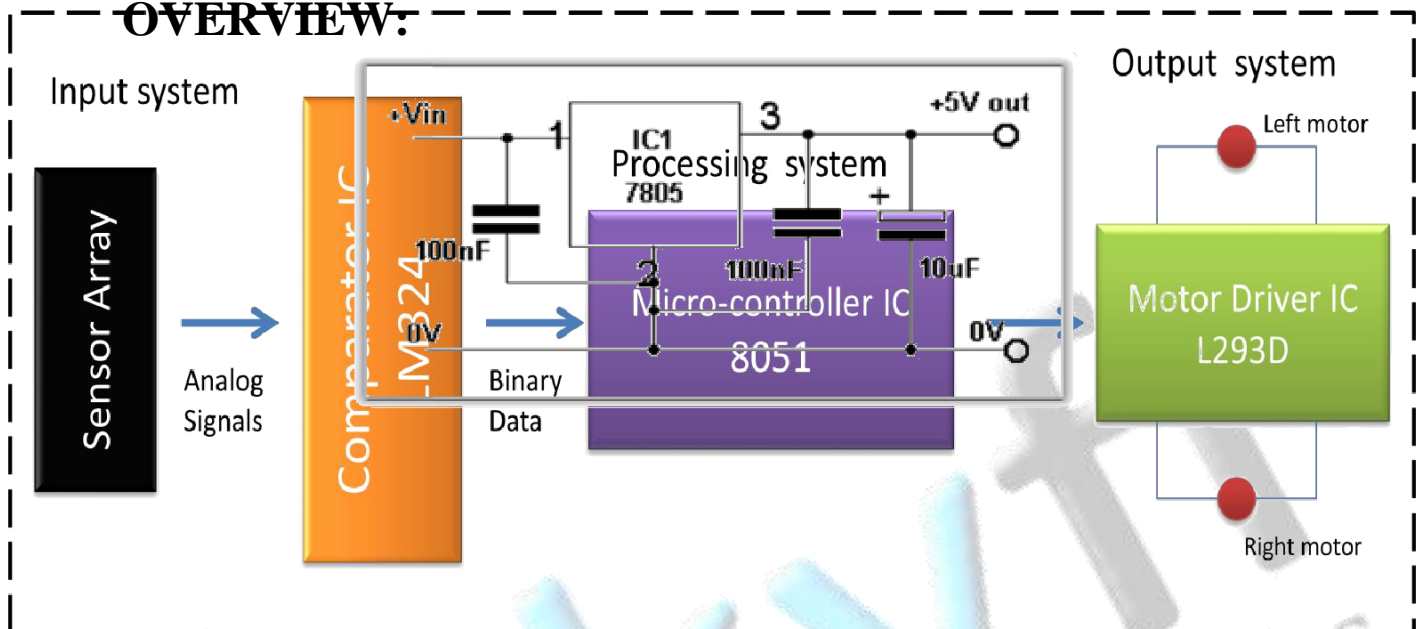 OVERVIEW:
Input system
Output system
+Vin
1
IC1
7805
3
+5V out
Processing system
Left motor
Sensor Array
Comparator IC
LM324
100nF
2
100nF
+
10uF
Micro-controller IC
8051
0V
0V
Motor Driver IC
L293D
Analog
Signals
Binary
Data
Right motor